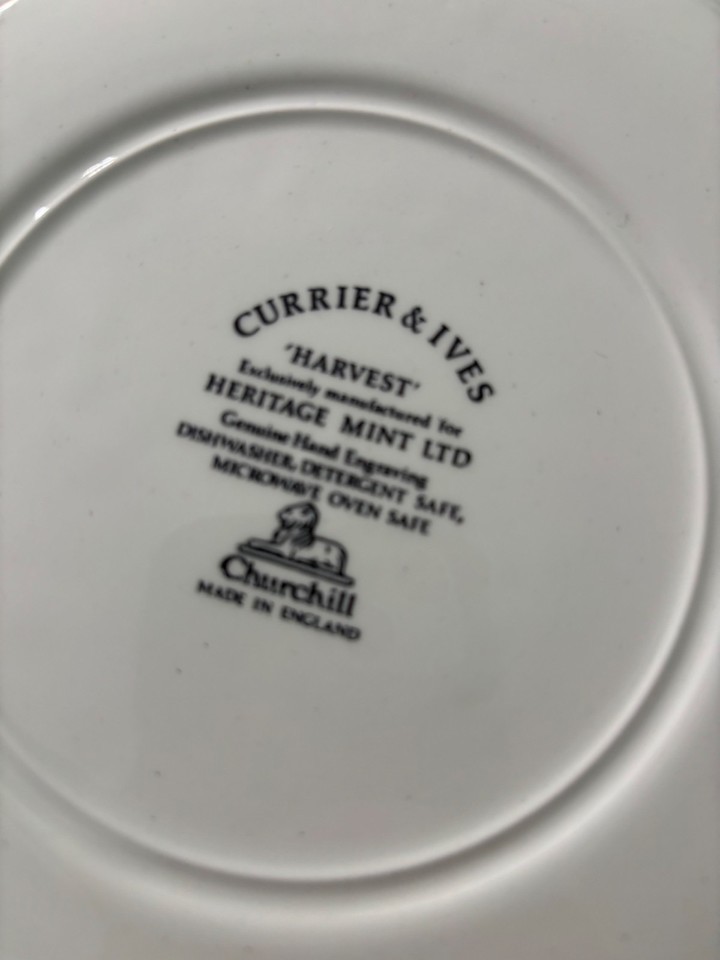 CURRIER & IVES
'HARVEST'
Exclusively manufactured for
HERITAGE MINT LTD
Genuine Hand Engraving
DISHWASHER, DETERGENT SAFE,
MICROWAVE OVEN SAFE
Churchill
MADE IN ENGLAND